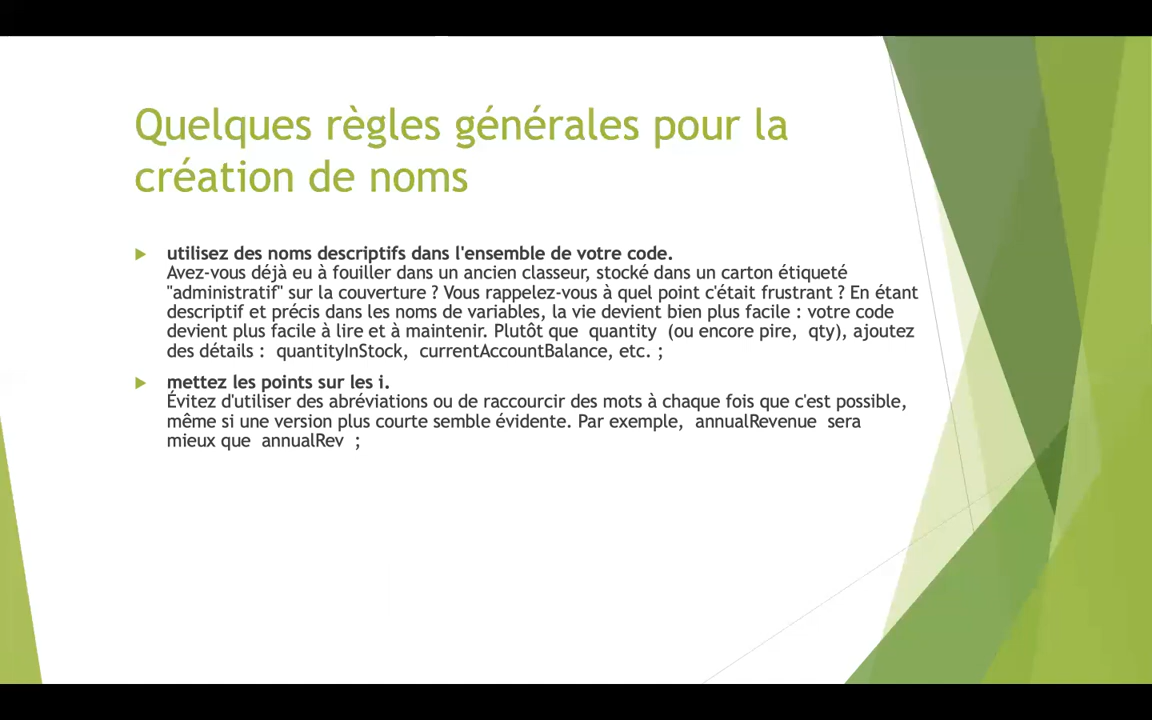 Quelques règles générales pour la
création de noms
utilisez des noms descriptifs dans l'ensemble de votre code.
Avez-vous déjà eu à fouiller dans un ancien classeur, stocké dans un carton étiqueté
"administratif" sur la couverture ? Vous rappelez-vous à quel point c'était frustrant ? En étant
descriptif et précis dans les noms de variables, la vie devient bien plus facile : votre code
devient plus facile à lire et à maintenir. Plutôt que quantity (ou encore pire, qty), ajoutez
des détails : quantityInStock, currentAccountBalance, etc. ;
mettez les points sur les i.
Évitez d'utiliser des abréviations ou de raccourcir des mots à chaque fois que c'est possible,
même si une version plus courte semble évidente. Par exemple, annualRevenue sera
mieux que annualRev ;